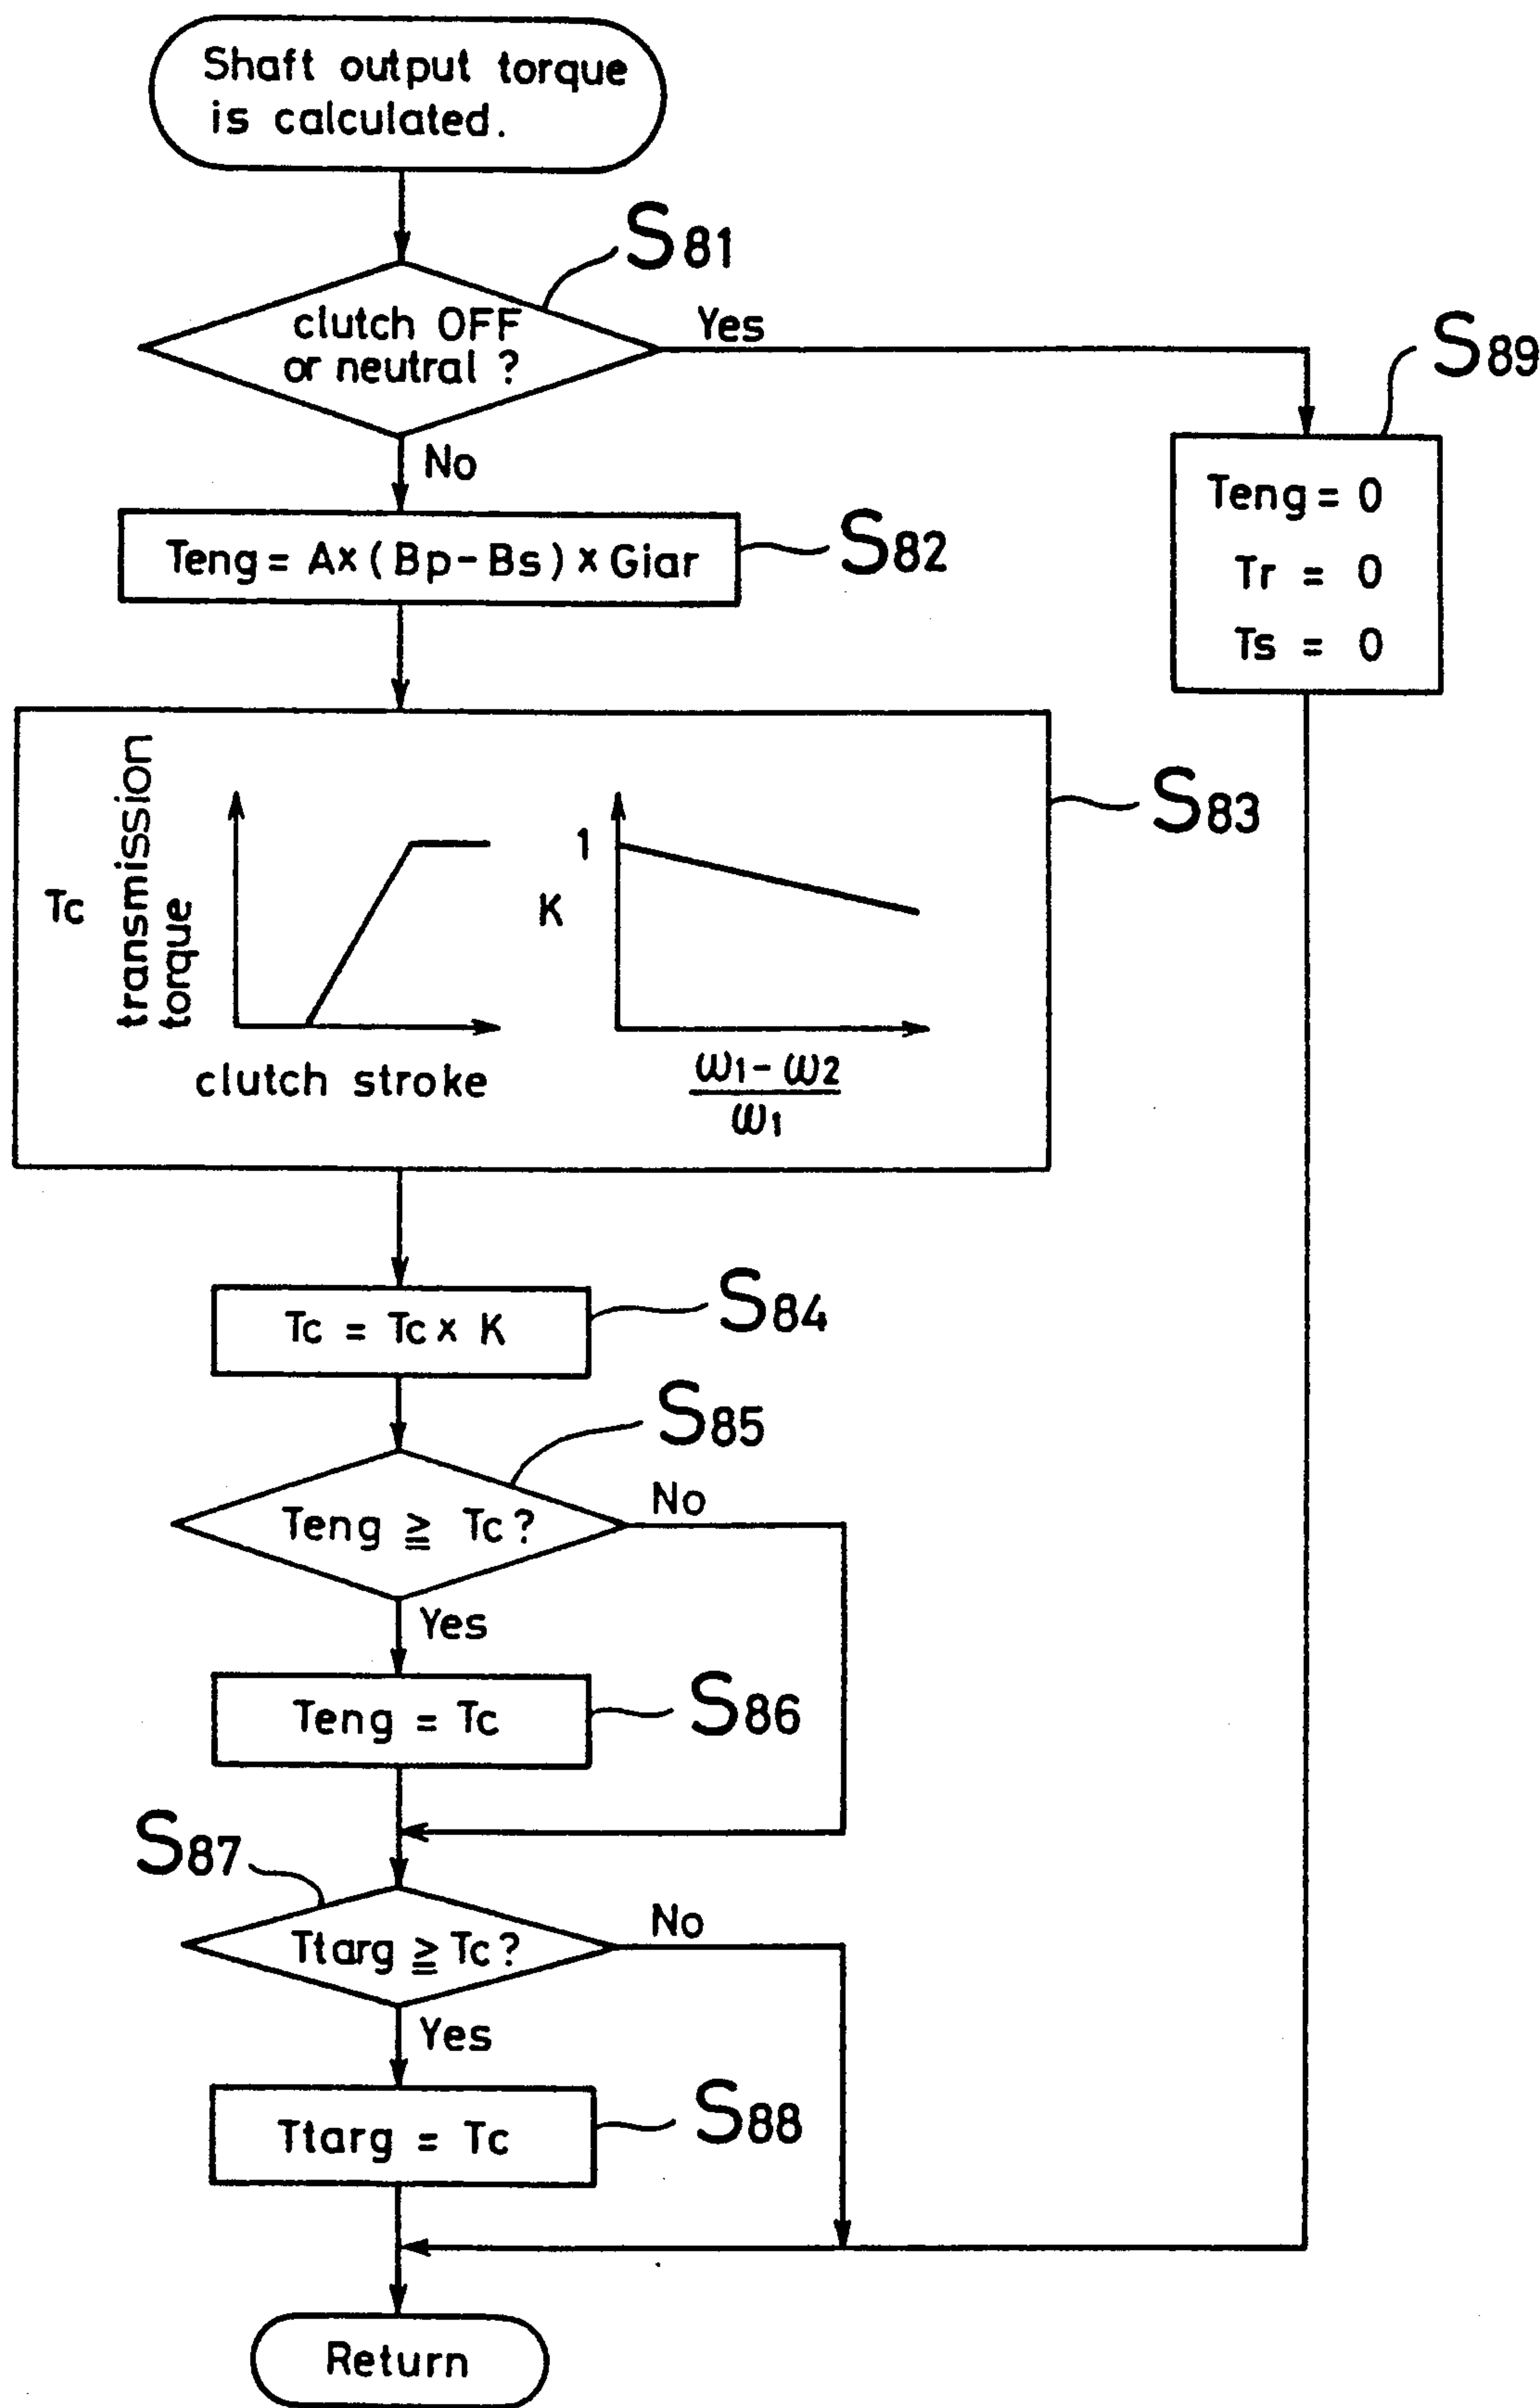 Shaft output torque
is calculated.
S81
clutch OFF
or neutral ?
Yes
No
S89
Teng = 0
Tr = 0
Ts = 0
Teng = A × ( Bp - Bs ) × Giar
S82
S83
Tc
transmission
torque
clutch stroke
1
K
ω1 - ω2
ω1
Tc = Tc × K
S84
S85
Teng ≧ Tc ?
No
Yes
Teng = Tc
S86
S87
Ttarg ≧ Tc ?
No
Yes
Ttarg = Tc
S88
Return